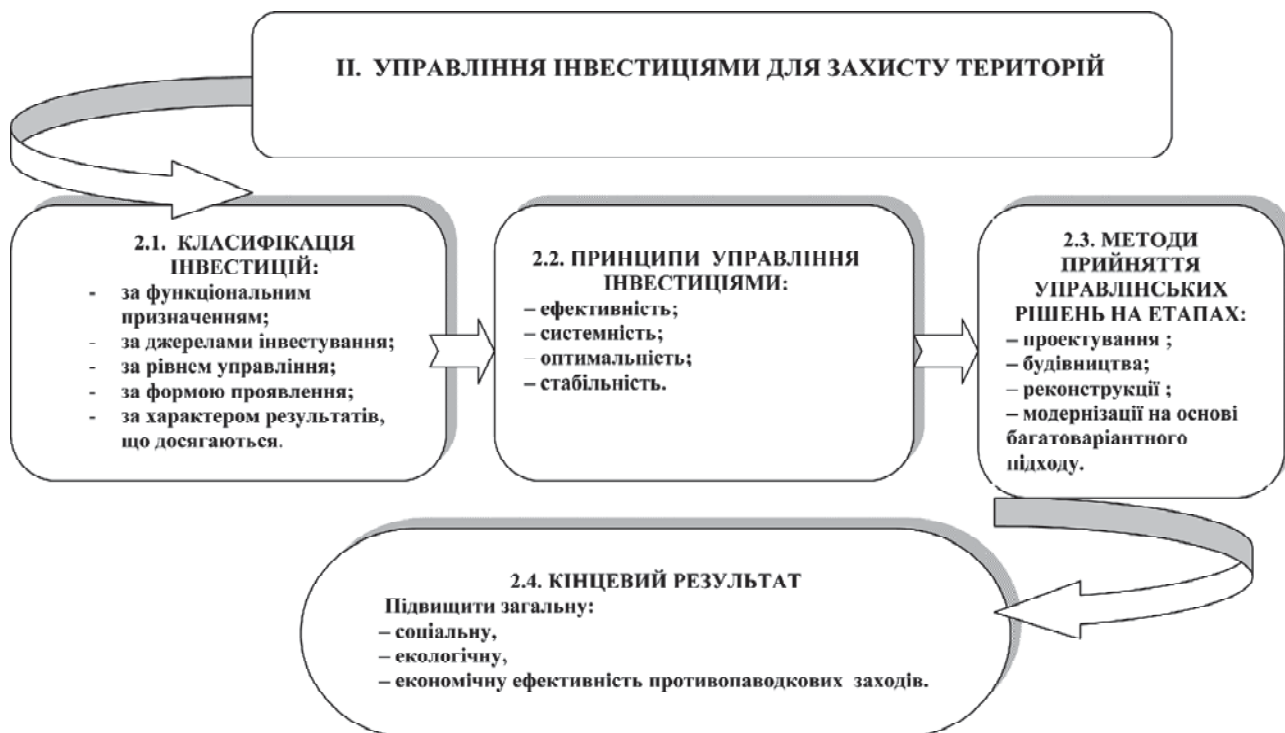 ІІ. УПРАВЛІННЯ ІНВЕСТИЦІЯМИ ДЛЯ ЗАХИСТУ ТЕРИТОРІЙ
2.1. КЛАСИФІКАЦІЯ
ІНВЕСТИЦІЙ:
- за функціональним
призначенням;
- за джерелами інвестування;
- за рівнем управління;
- за формою проявлення;
- за характером результатів,
що досягаються.
2.2. ПРИНЦИПИ УПРАВЛІННЯ
ІНВЕСТИЦІЯМИ:
– ефективність;
– системність;
– оптимальність;
– стабільність.
2.3. МЕТОДИ
ПРИЙНЯТТЯ
УПРАВЛІНСЬКИХ
РІШЕНЬ НА ЕТАПАХ:
– проектування ;
– будівництва;
– реконструкції ;
– модернізації на основі
багатоваріантного
підходу.
2.4. КІНЦЕВИЙ РЕЗУЛЬТАТ
Підвищити загальну:
– соціальну,
– екологічну,
– економічну ефективність противопаводкових заходів.